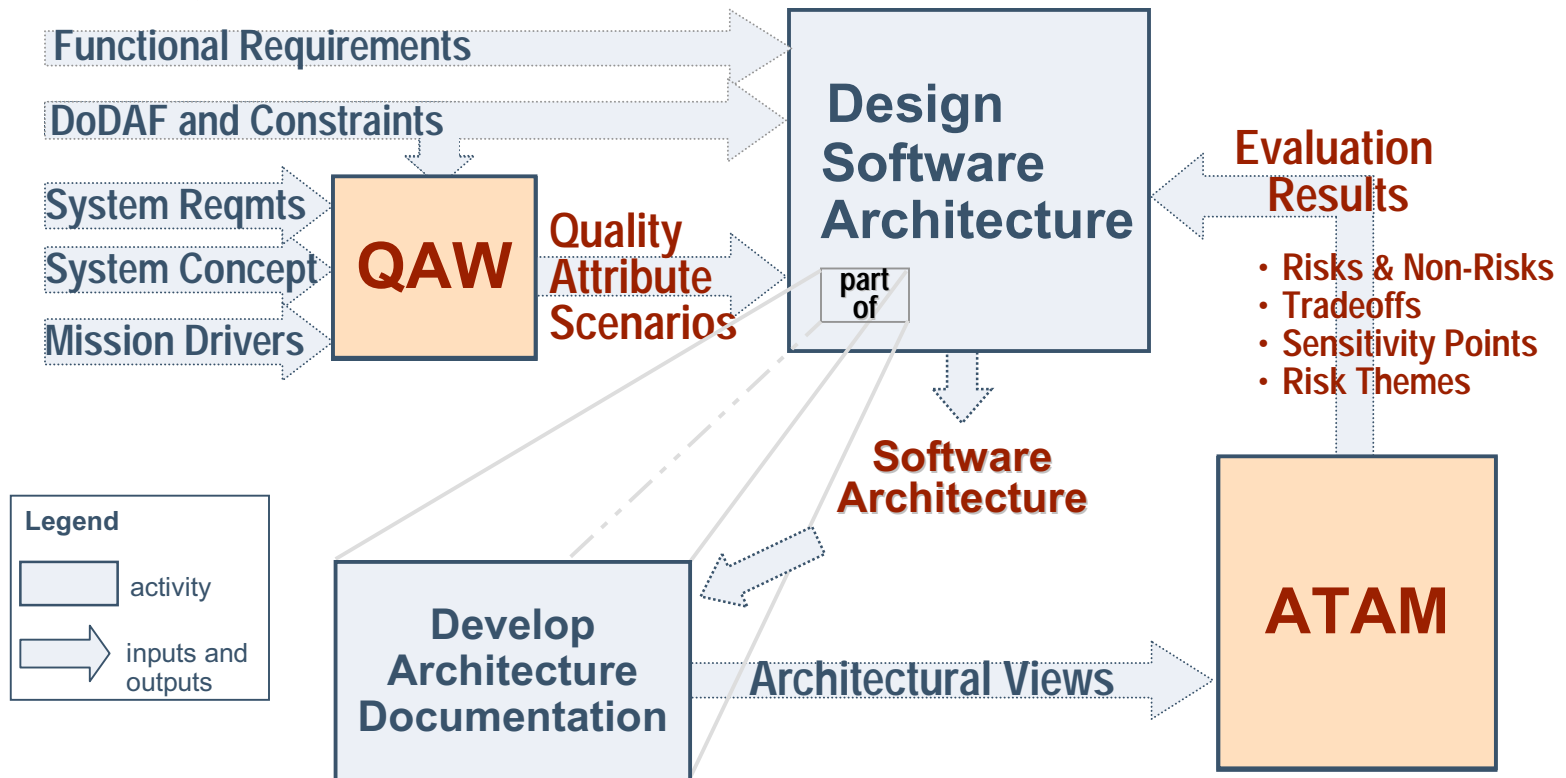 Functional Requirements
DoDAF and Constraints
System Reqmts
System Concept
Mission Drivers
QAW
Quality
Attribute
Scenarios
Design
Software
Architecture
part
of
Evaluation
Results
• Risks & Non-Risks
• Tradeoffs
• Sensitivity Points
• Risk Themes
Software
Architecture
Legend
activity
inputs and
outputs
Develop
Architecture
Documentation
Architectural Views
ATAM